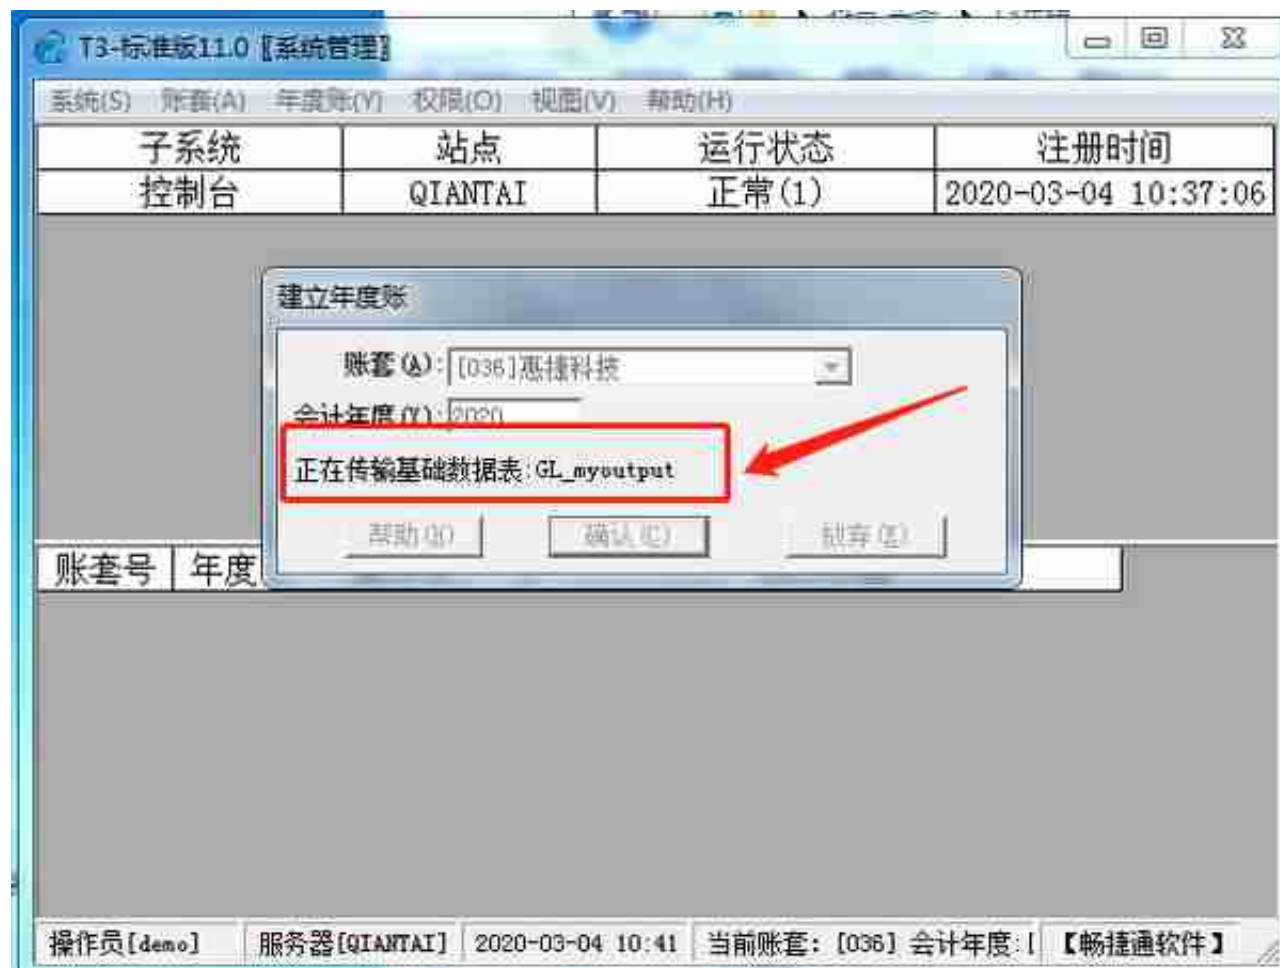 T3-标准版11.0〖系统管理〗
系统(S) 账套(A) 年度账(Y) 权限(O) 视图(V) 帮助(H)
子系统 站点 运行状态 注册时间
控制台 QIANTAI 正常(1) 2020-03-04 10:37:06
建立年度账
账套(A): [036]惠捷科技
会计年度(Y): 2020
正在传输基础数据表:GL_myoutput
帮助(H) 确认(C) 放弃(E)
账套号 年度
操作员[demo] 服务器[QIANTAI] 2020-03-04 10:41 当前账套: [036] 会计年度:[ 【畅捷通软件】